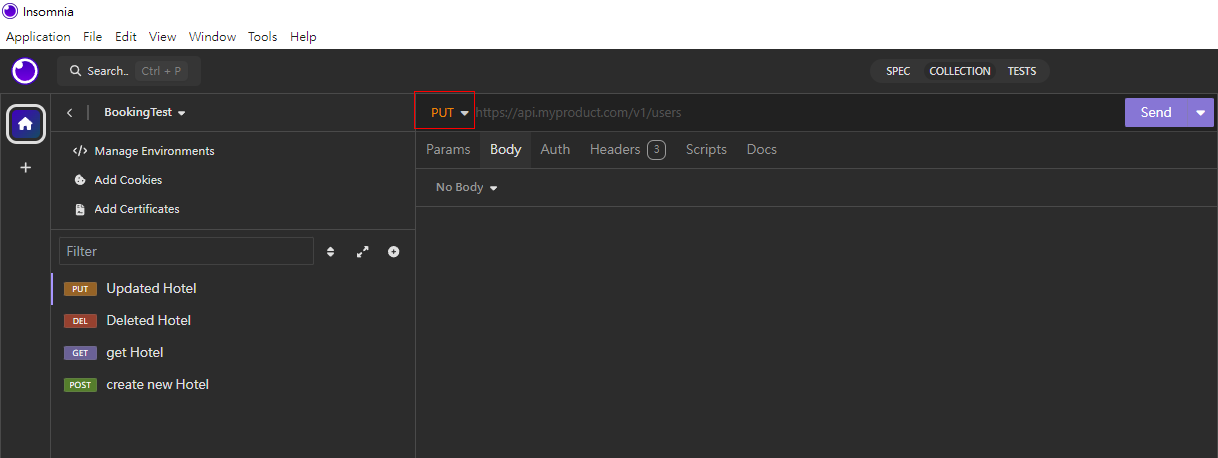 Insomnia
Application File Edit View Window Tools Help
Search.. Ctrl + P SPEC COLLECTION TESTS
BookingTest PUT https://api.myproduct.com/v1/users Send
Params Body Auth Headers 3 Scripts Docs
Manage Environments
Add Cookies
Add Certificates
No Body
Filter
PUT Updated Hotel
DEL Deleted Hotel
GET get Hotel
POST create new Hotel